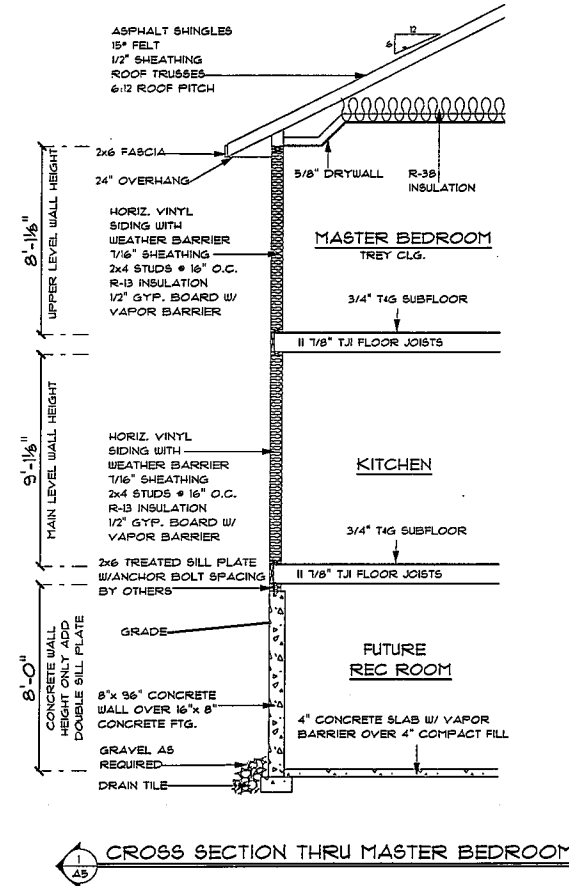 ASPHALT SHINGLES
15# FELT
1/2" SHEATHING
ROOF TRUSSES
6:12 ROOF PITCH
12
6
2x6 FASCIA
24" OVERHANG
5/8" DRYWALL
R-38
INSULATION
8'-1 1/8"
UPPER LEVEL WALL HEIGHT
HORIZ. VINYL
SIDING WITH
WEATHER BARRIER
7/16" SHEATHING
2x4 STUDS @ 16" O.C.
R-13 INSULATION
1/2" GYP. BOARD W/
VAPOR BARRIER
MASTER BEDROOM
TREY CLG.
3/4" T&G SUBFLOOR
11 7/8" TJI FLOOR JOISTS
9'-1 1/8"
MAIN LEVEL WALL HEIGHT
HORIZ. VINYL
SIDING WITH
WEATHER BARRIER
7/16" SHEATHING
2x4 STUDS @ 16" O.C.
R-13 INSULATION
1/2" GYP. BOARD W/
VAPOR BARRIER
KITCHEN
3/4" T&G SUBFLOOR
2x6 TREATED SILL PLATE
W/ANCHOR BOLT SPACING
BY OTHERS
11 7/8" TJI FLOOR JOISTS
8'-0"
CONCRETE WALL
HEIGHT ONLY ADD
DOUBLE SILL PLATE
GRADE
FUTURE
REC ROOM
8"x 96" CONCRETE
WALL OVER 16"x 8"
CONCRETE FTG.
4" CONCRETE SLAB W/ VAPOR
BARRIER OVER 4" COMPACT FILL
GRAVEL AS
REQUIRED
DRAIN TILE
1
A5
CROSS SECTION THRU MASTER BEDROOM